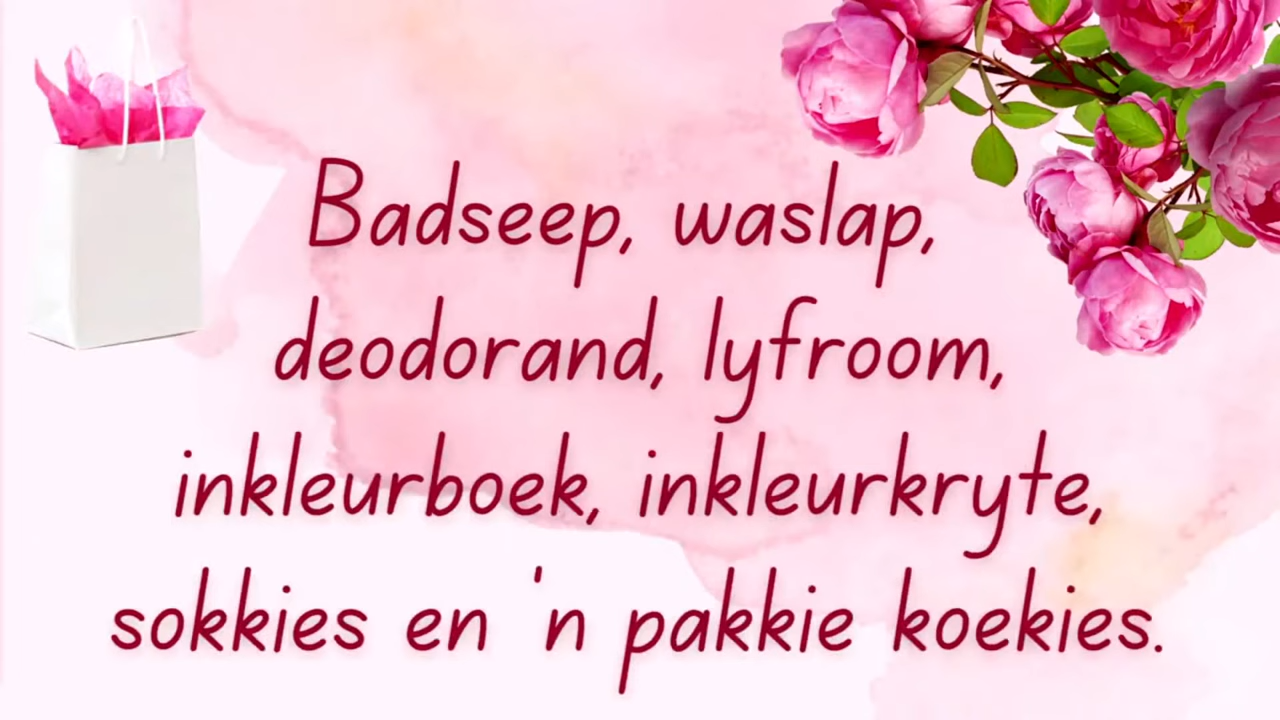 Badseep, waslap,
deodorand, lyfroom,
inkleurboek, inkleurkryte,
sokkies en 'n pakkie koekies.